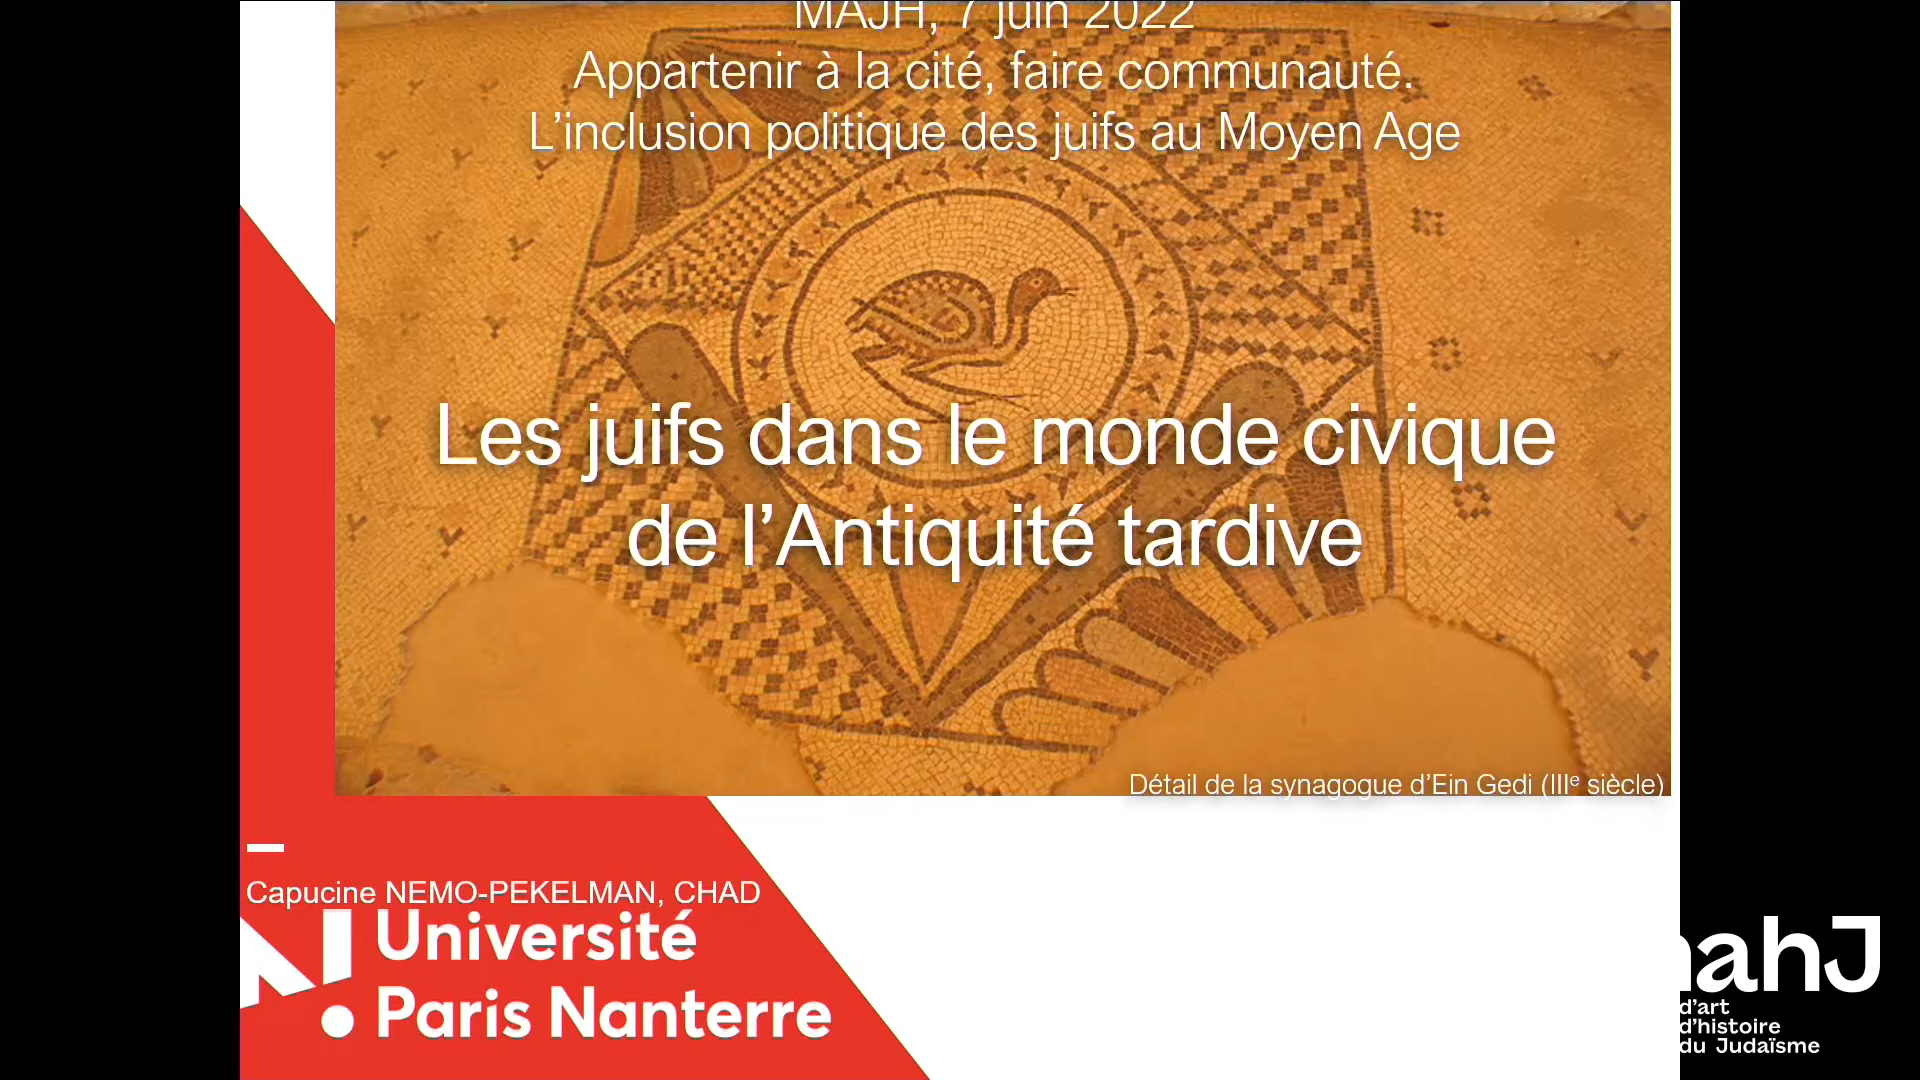 MAJH, 7 juin 2022
Appartenir à la cité, faire communauté.
L’inclusion politique des juifs au Moyen Age
Les juifs dans le monde civique
de l’Antiquité tardive
Détail de la synagogue d’Ein Gedi (IIIᵉ siècle)
Capucine NEMO-PEKELMAN, CHAD
Université
Paris Nanterre
mahJ
d’art
d’histoire
du Judaïsme